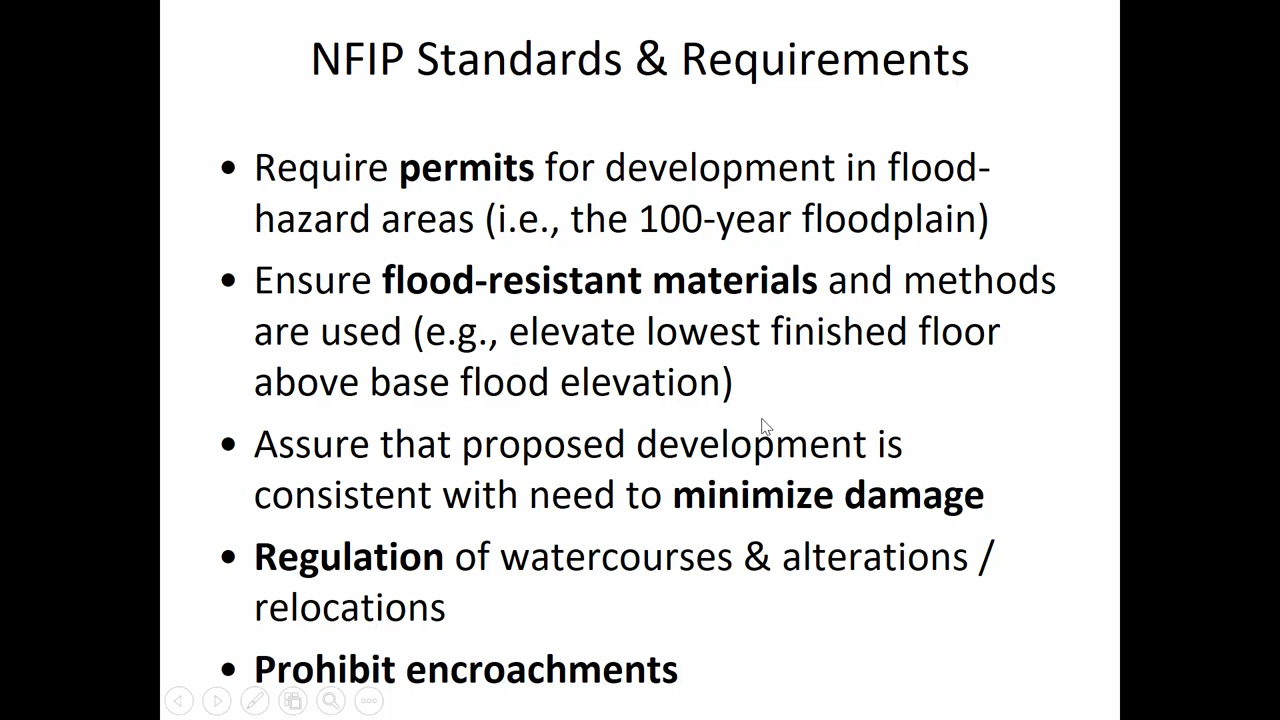 NFIP Standards & Requirements
• Require permits for development in flood-
hazard areas (i.e., the 100-year floodplain)
• Ensure flood-resistant materials and methods
are used (e.g., elevate lowest finished floor
above base flood elevation)
• Assure that proposed development is
consistent with need to minimize damage
• Regulation of watercourses & alterations /
relocations
• Prohibit encroachments